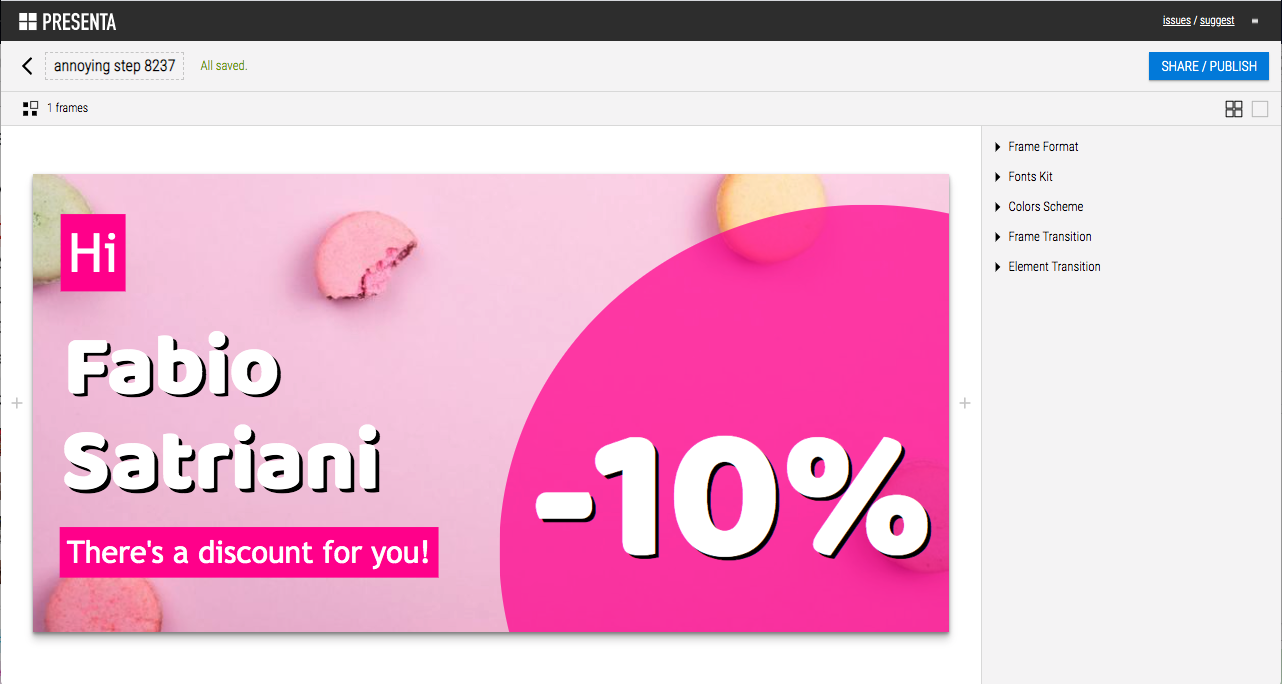 PRESENTA
issues / suggest
annoying step 8237
All saved.
SHARE / PUBLISH
1 frames
Hi
Fabio
Satriani
There's a discount for you!
-10%
Frame Format
Fonts Kit
Colors Scheme
Frame Transition
Element Transition